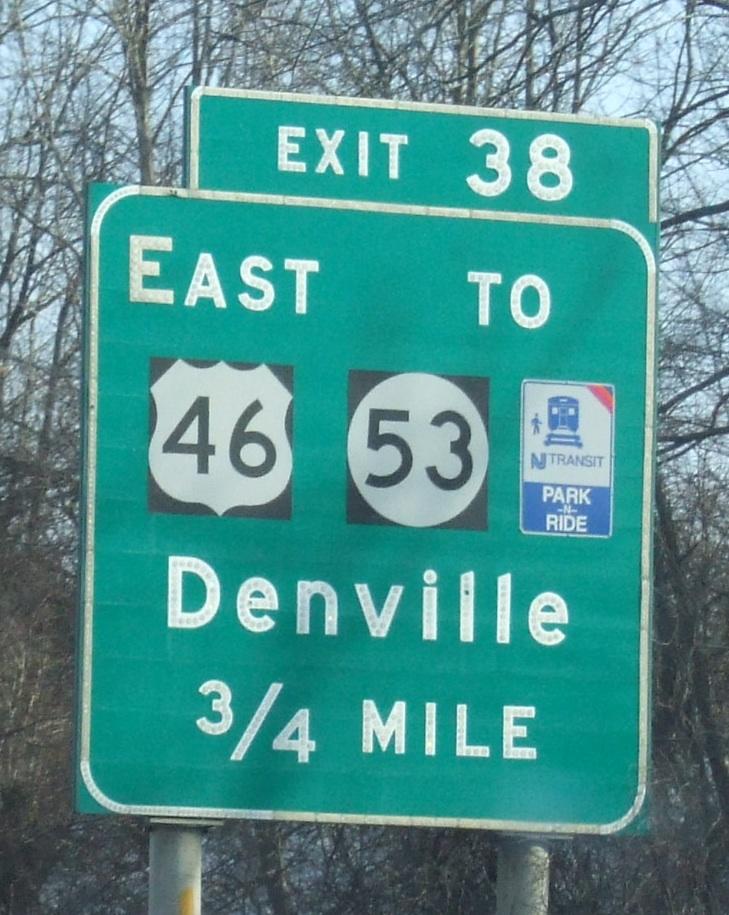 EXIT 38
EAST TO
46 53
NJ TRANSIT
PARK
-N-
RIDE
Denville
3/4 MILE